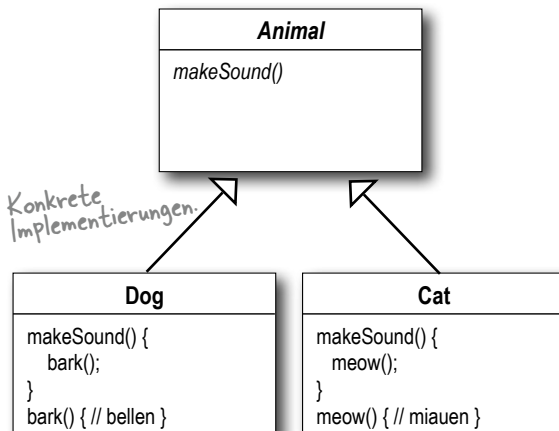 Animal
makeSound()
Konkrete
Implementierungen.
Dog
makeSound() {
bark();
}
bark() { // bellen }
Cat
makeSound() {
meow();
}
meow() { // miauen }